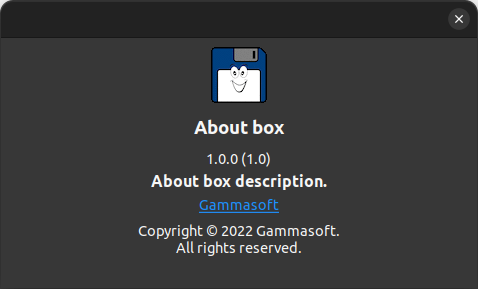 About box
1.0.0 (1.0)
About box description.
Gammasoft
Copyright © 2022 Gammasoft.
All rights reserved.